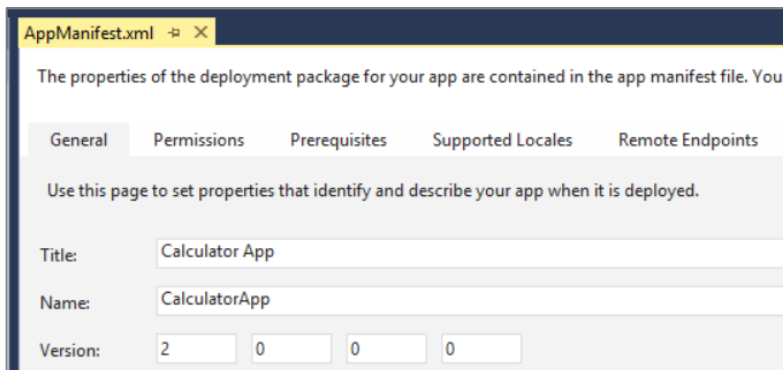 AppManifest.xml
The properties of the deployment package for your app are contained in the app manifest file. You
General Permissions Prerequisites Supported Locales Remote Endpoints
Use this page to set properties that identify and describe your app when it is deployed.
Title: Calculator App
Name: CalculatorApp
Version: 2 0 0 0